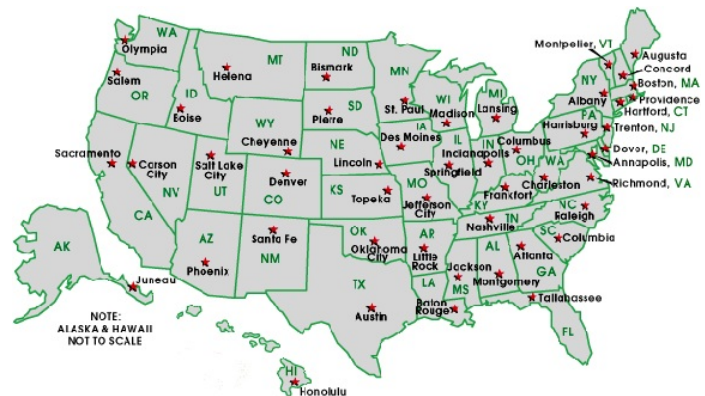 WA
Olympia
Salem
OR
MT
Helena
ID
Boise
ND
Bismark
SD
Pierre
MN
St. Paul
WI
Madison
MI
Lansing
Montpelier, VT
Augusta
Concord
Boston, MA
Providence
Hartford, CT
NY
Albany
PA
Harrisburg
Trenton, NJ
Dover, DE
Annapolis, MD
Richmond, VA
WY
Cheyenne
NE
Lincoln
IA
Des Moines
IL
Springfield
IN
Indianapolis
Columbus
OH
WA
Charleston
Sacramento
Carson
City
NV
CA
Salt Lake
City
UT
Denver
CO
KS
Topeka
MO
Jefferson
City
KY
Frankfort
Nashville
TN
NC
Raleigh
SC
Columbia
AZ
Phoenix
Santa Fe
NM
OK
Oklahoma
City
AR
Little
Rock
TX
Austin
LA
Baton
Rouge
Jackson
MS
AL
Montgomery
Atlanta
GA
Tallahassee
FL
AK
Juneau
NOTE:
ALASKA & HAWAII
NOT TO SCALE
HI
Honolulu